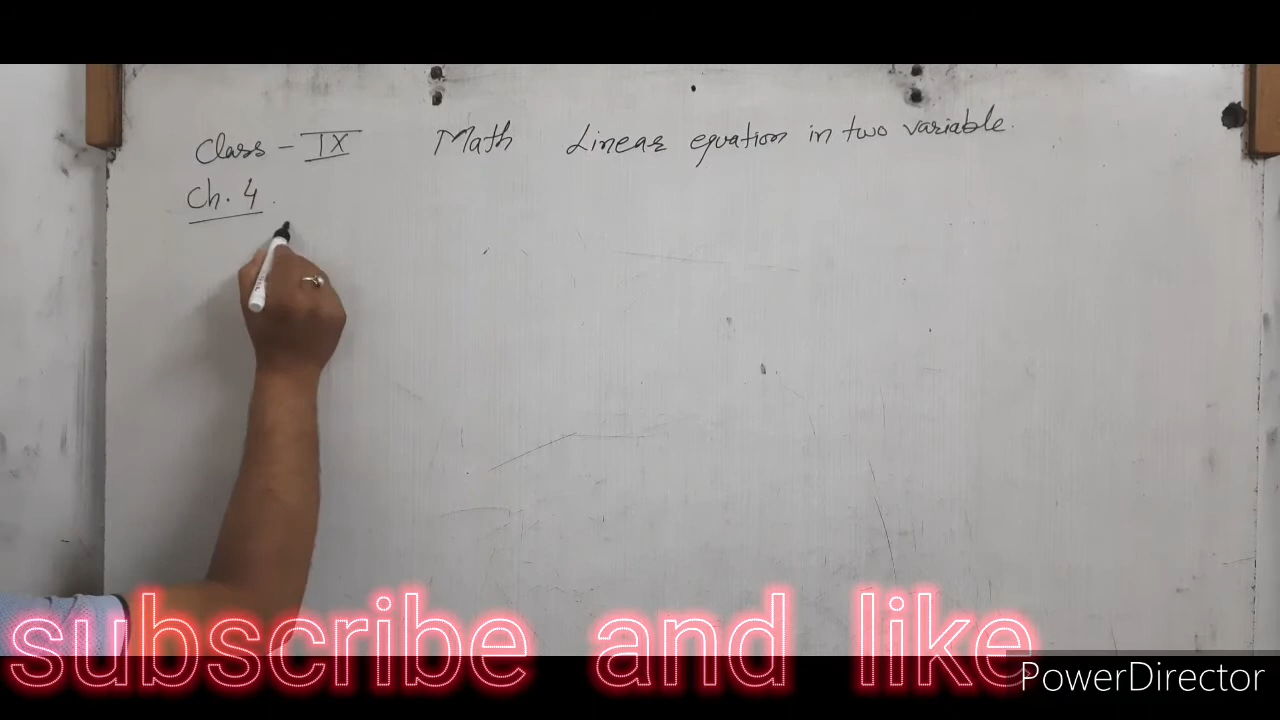 Class - IX Math Linear equation in two variable.
Ch. 4.
subscribe and like
PowerDirector